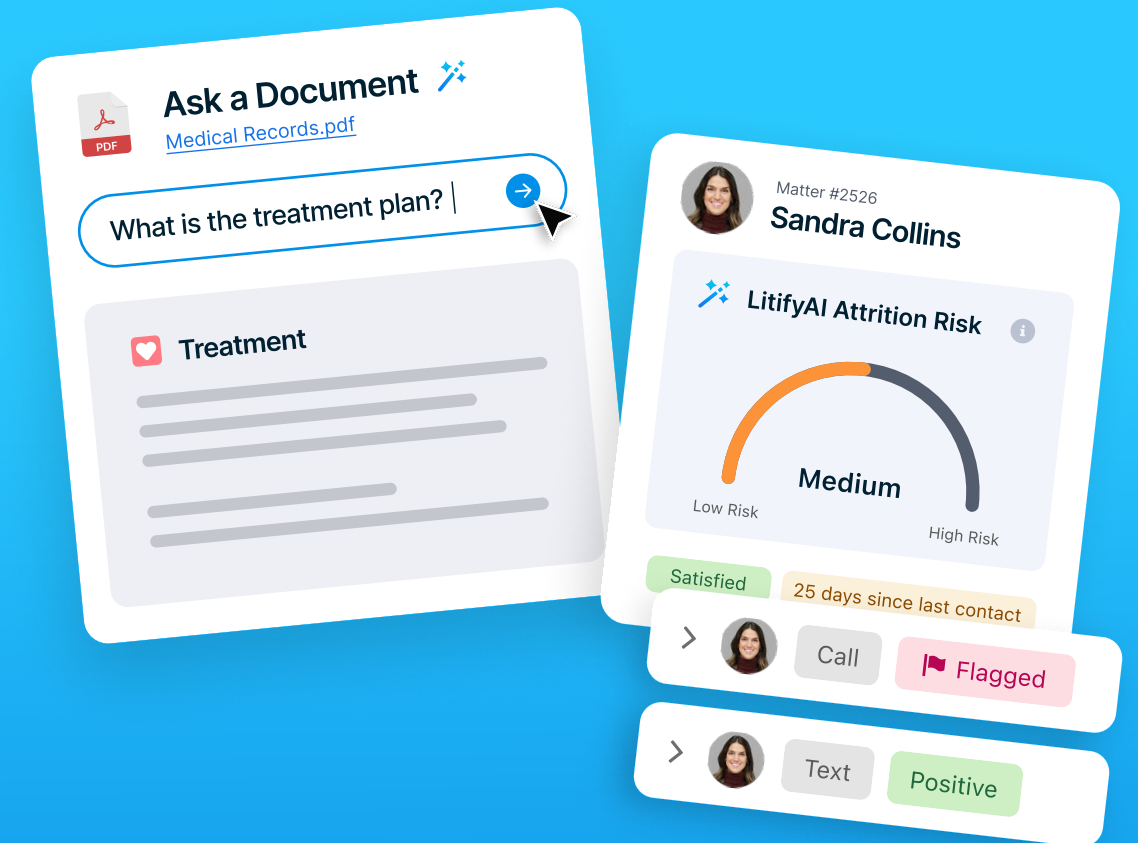 Ask a Document
PDF
Medical Records.pdf
What is the treatment plan?
Treatment
Matter #2526
Sandra Collins
LitifyAI Attrition Risk
Medium
Low Risk
High Risk
Satisfied
25 days since last contact
Call
Flagged
Text
Positive